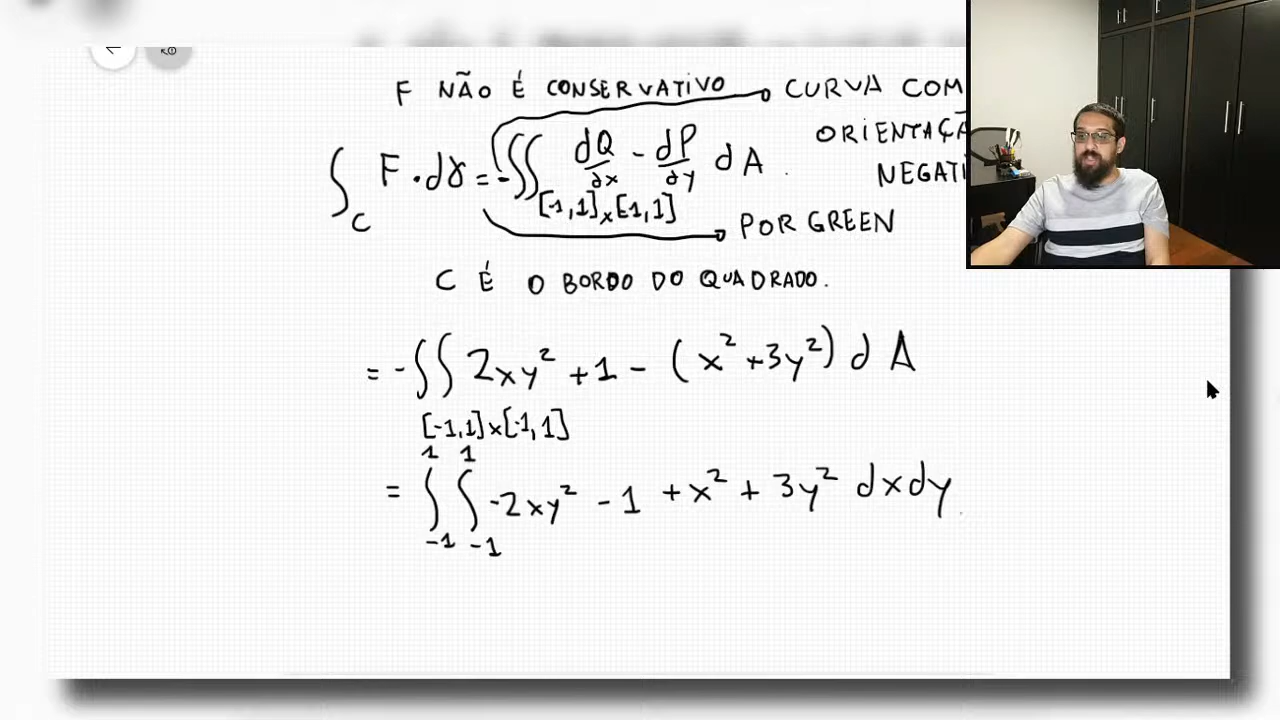 F NÃO É CONSERVATIVO → CURVA COM
ORIENTAÇÃ
NEGATI
∫_C F · dγ = -∬_{[-1,1]×[1,1]} dQ/∂x - dP/∂y dA .
POR GREEN
C É O BORDO DO QUADRADO.
= -∬_{[-1,1]×[-1,1]} 2xy² + 1 - (x² + 3y²) dA
= ∫_{-1}^{1} ∫_{-1}^{1} -2xy² - 1 + x² + 3y² dxdy.